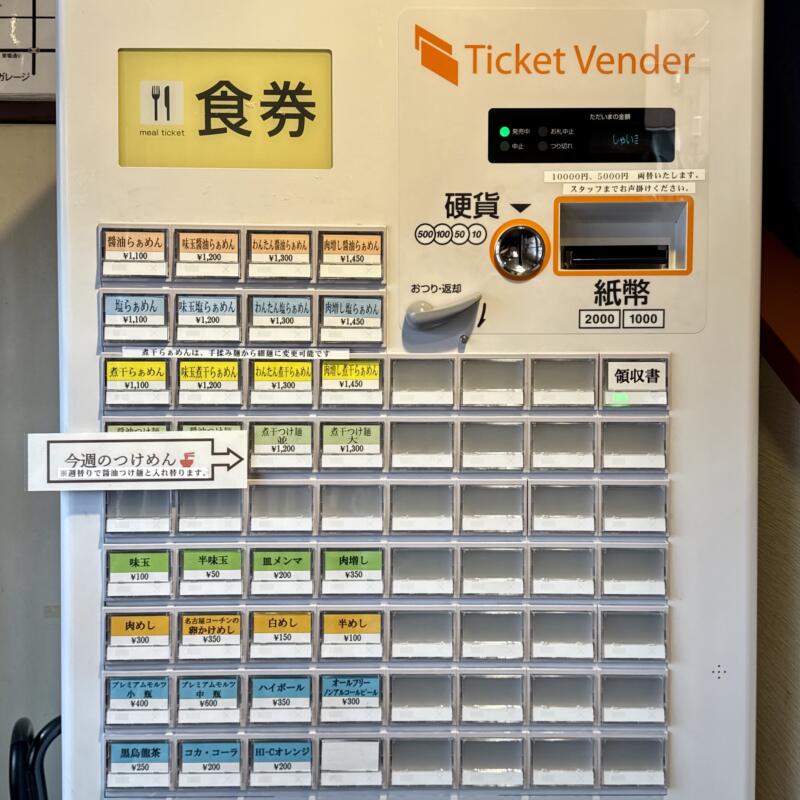 ガレージ
食券
meal ticket
Ticket Vender
ただいまの金額
発売中 お札中止
中止 つり切れ
10000円、5000円 両替いたします。
スタッフまでお声掛けください。
硬貨
500 100 50 10
おつり・返却
紙幣
2000 1000
醤油らぁめん ¥1,100
味玉醤油らぁめん ¥1,200
わんたん醤油らぁめん ¥1,300
肉増し醤油らぁめん ¥1,450
塩らぁめん ¥1,100
味玉塩らぁめん ¥1,200
わんたん塩らぁめん ¥1,300
肉増し塩らぁめん ¥1,450
煮干らぁめんは、手揉み麺から細麺に変更可能です
煮干らぁめん ¥1,100
味玉煮干らぁめん ¥1,200
わんたん煮干らぁめん ¥1,300
肉増し煮干らぁめん ¥1,450
領収書
醤油つけ麺
醤油つけ麺
煮干つけ麺 並 ¥1,200
煮干つけ麺 大 ¥1,300
今週のつけめん
※週替りで醤油つけ麺と入れ替ります。
味玉 ¥100
半味玉 ¥50
皿メンマ ¥200
肉増し ¥350
肉めし ¥300
名古屋コーチンの卵かけめし ¥350
白めし ¥150
半めし ¥100
プレミアムモルツ 小瓶 ¥400
プレミアムモルツ 中瓶 ¥600
ハイボール ¥350
オールフリー ノンアルコールビール ¥300
黒烏龍茶 ¥250
コカ・コーラ ¥200
HI-Cオレンジ ¥200